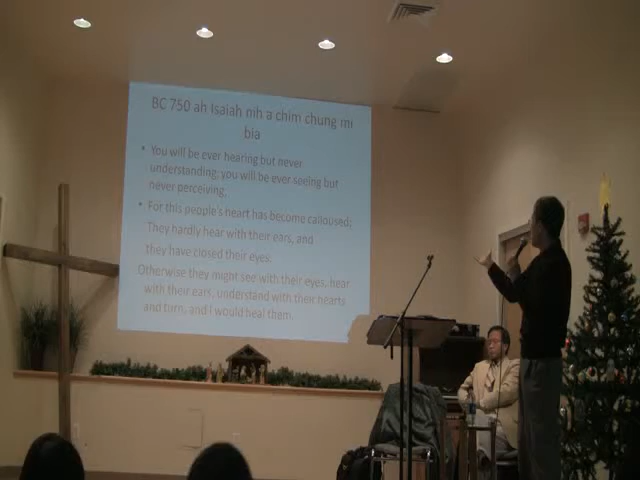 BC 750 ah Isaiah nih a chim chung mi
bia
• You will be ever hearing but never
understanding; you will be ever seeing but
never perceiving.
• For this people's heart has become calloused;
They hardly hear with their ears, and
they have closed their eyes.
Otherwise they might see with their eyes, hear
with their ears, understand with their hearts
and turn, and I would heal them.